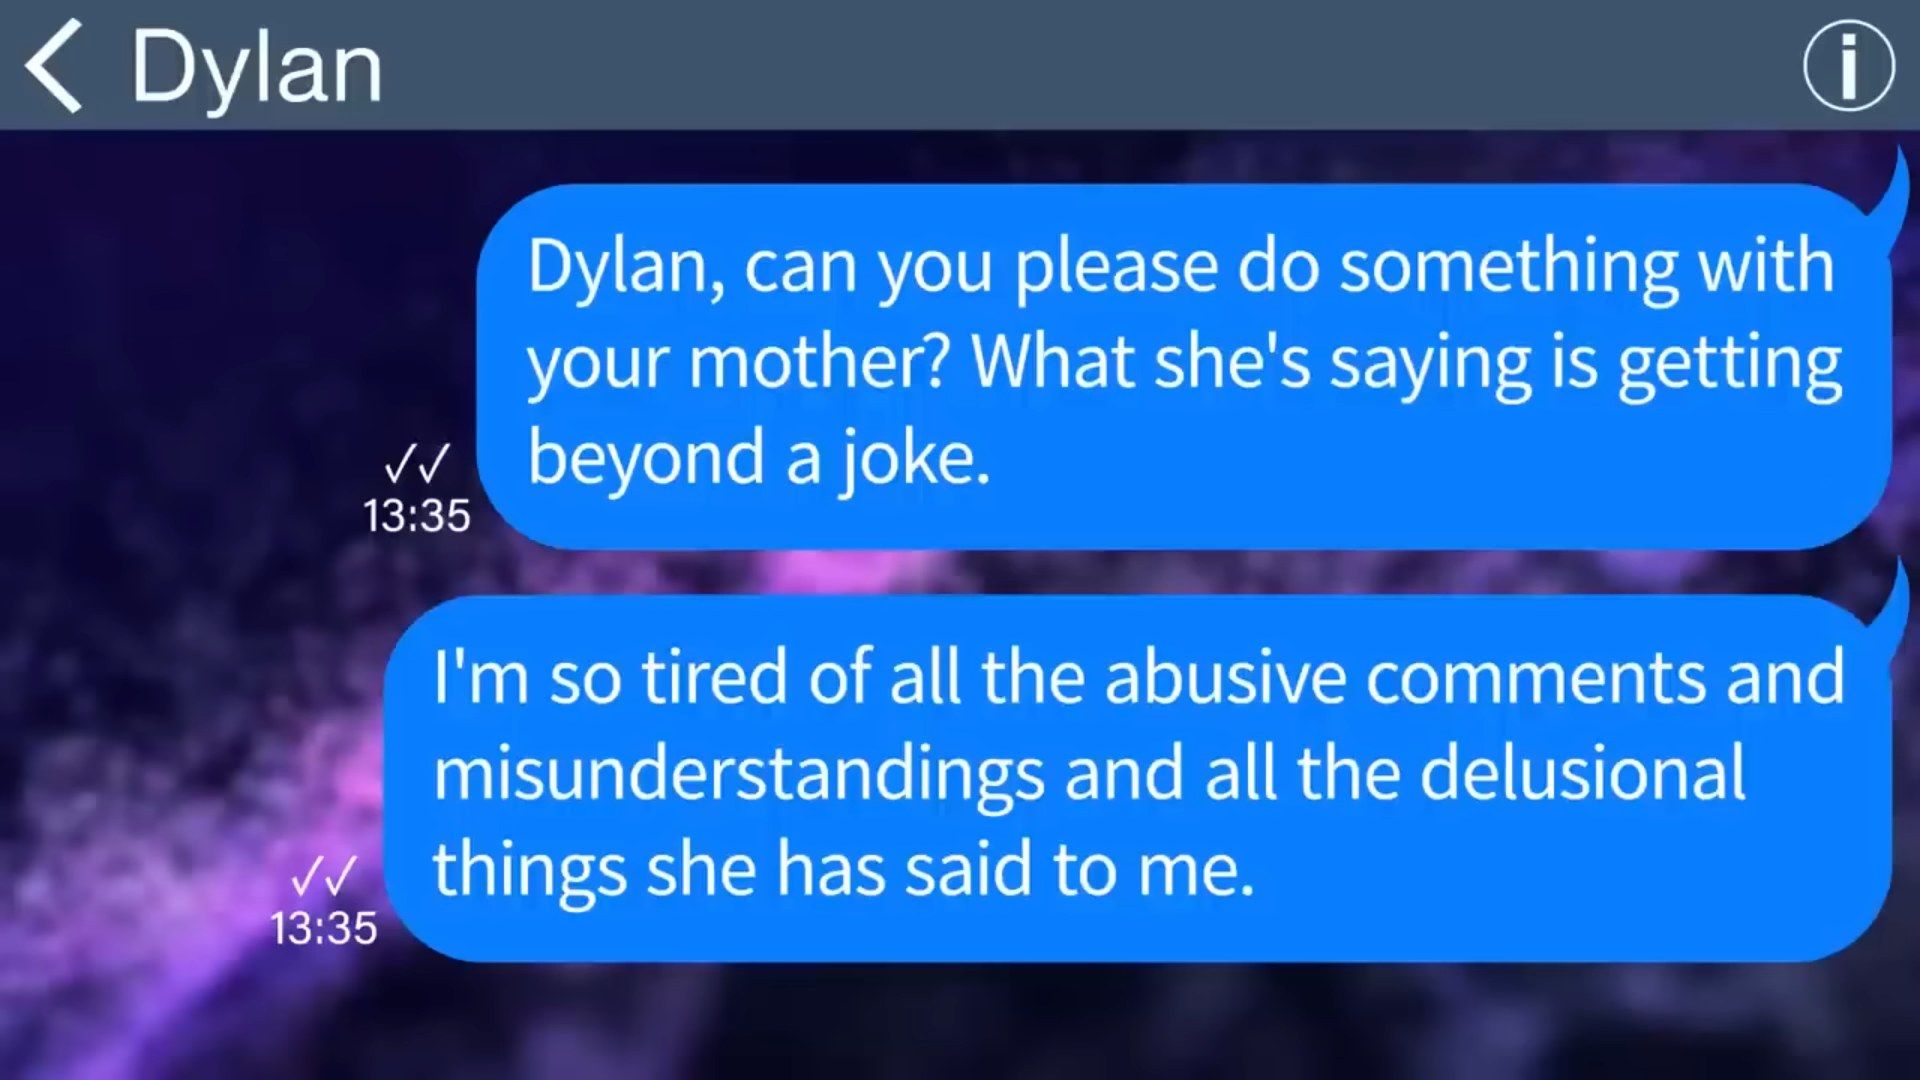 Dylan
Dylan, can you please do something with
your mother? What she's saying is getting
beyond a joke.
13:35
I'm so tired of all the abusive comments and
misunderstandings and all the delusional
things she has said to me.
13:35